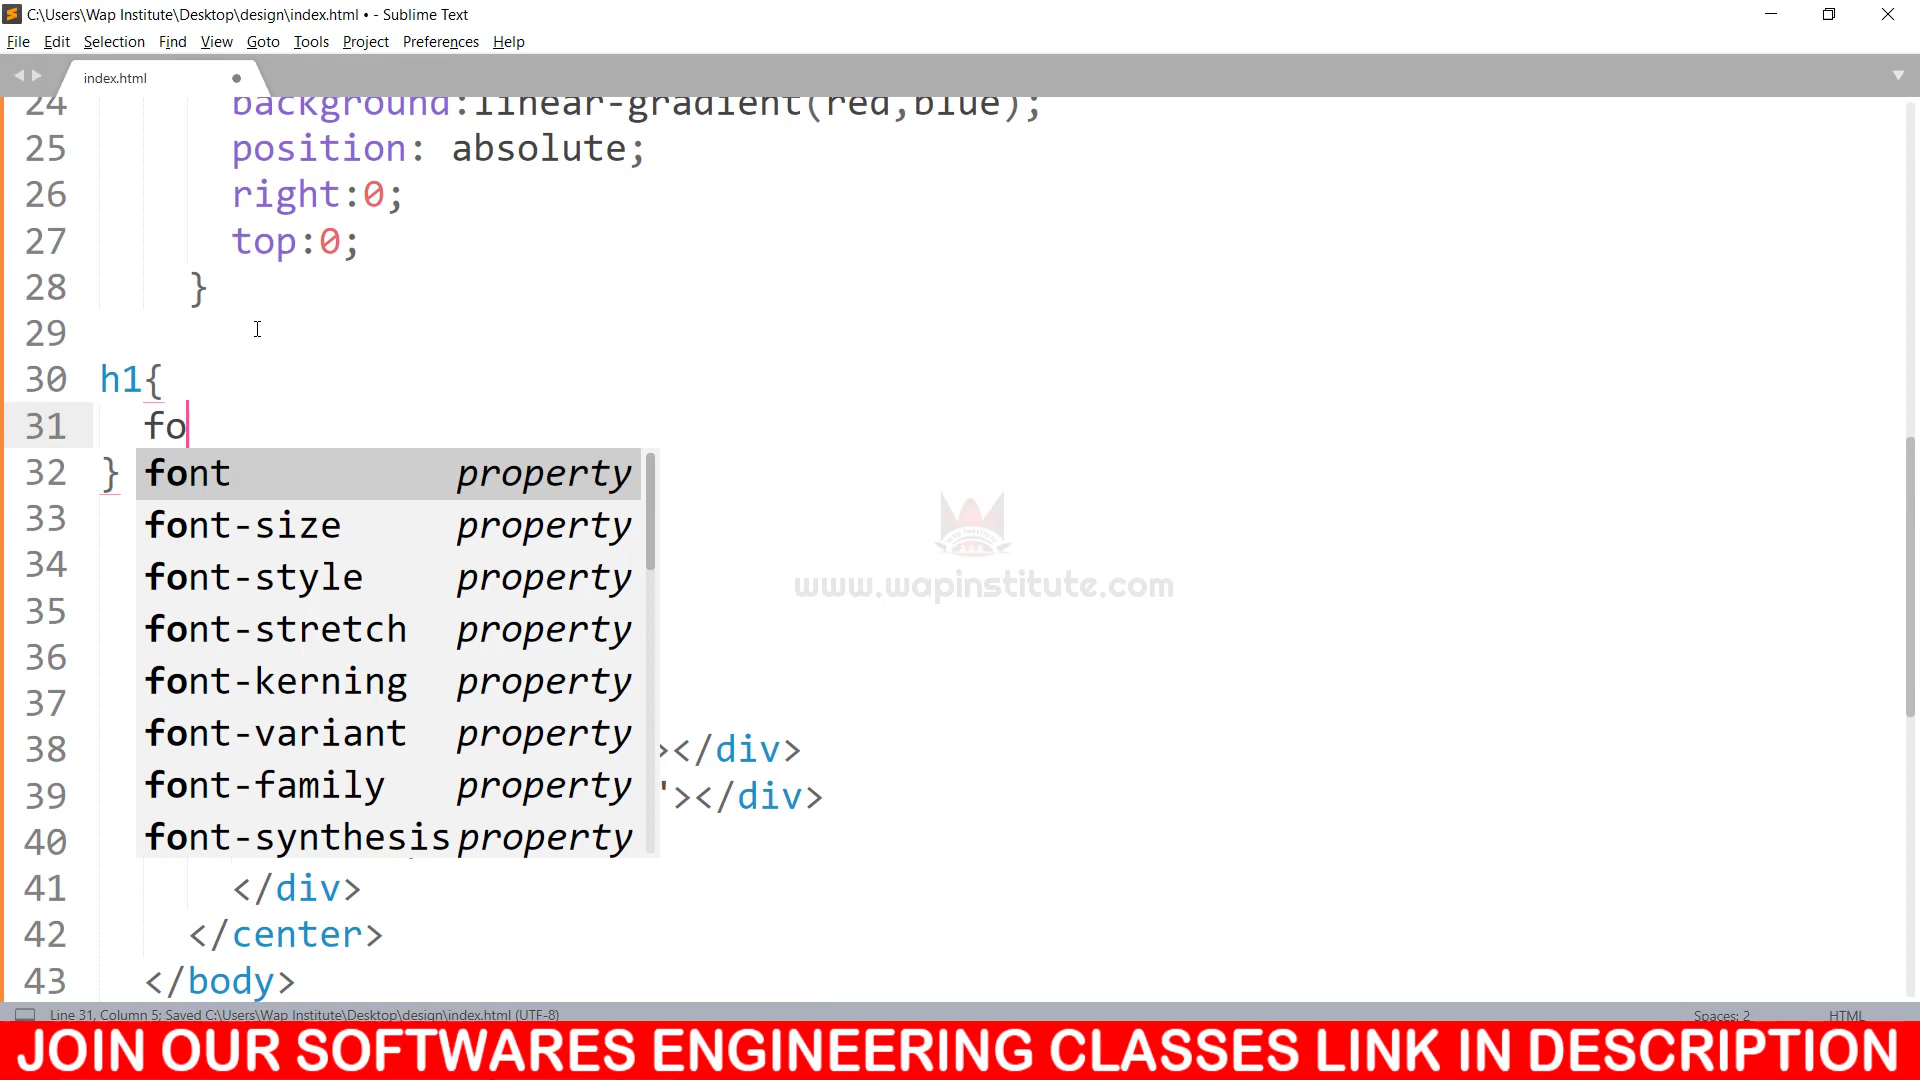 C:\Users\Wap Institute\Desktop\design\index.html • - Sublime Text
File Edit Selection Find View Goto Tools Project Preferences Help
index.html
24 background:linear-gradient(red,blue);
25 position: absolute;
26 right:0;
27 top:0;
28 }
29
30 h1{
31 fo
32 }
font property
33
font-size property
34
font-style property
35
font-stretch property
36
font-kerning property
37
font-variant property
38 ></div>
font-family property
39 '></div>
40
font-synthesis property
41 </div>
42 </center>
43 </body>
www.wapinstitute.com
Line 31, Column 5; Saved C:\Users\Wap Institute\Desktop\design\index.html (UTF-8)
Spaces: 2 HTML
JOIN OUR SOFTWARES ENGINEERING CLASSES LINK IN DESCRIPTION